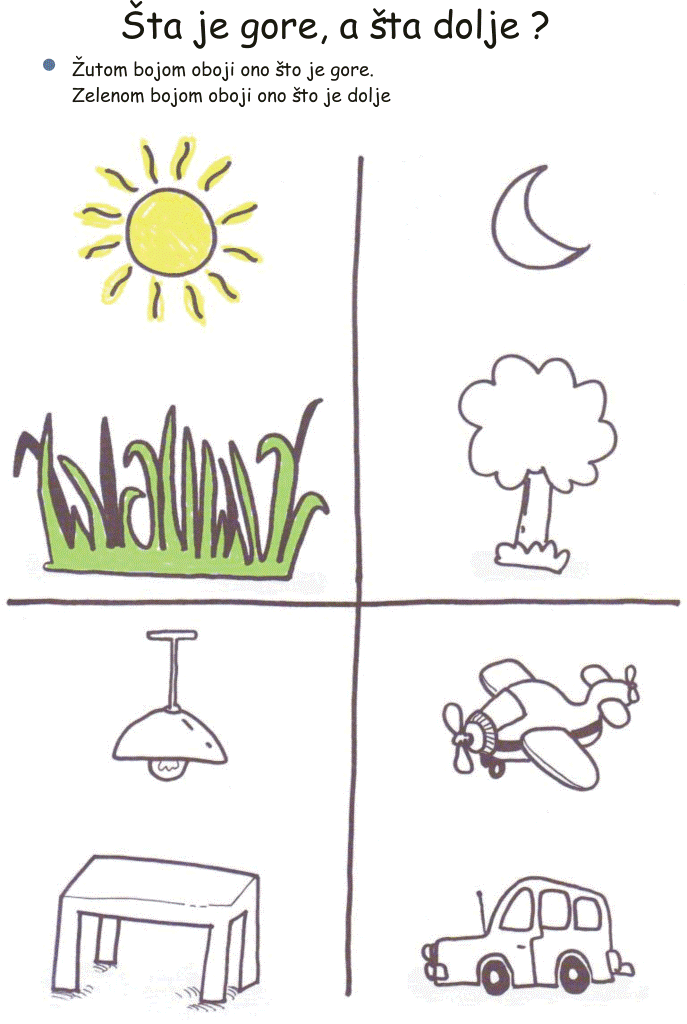 Šta je gore, a šta dolje ?
Žutom bojom oboji ono što je gore.
Zelenom bojom oboji ono što je dolje